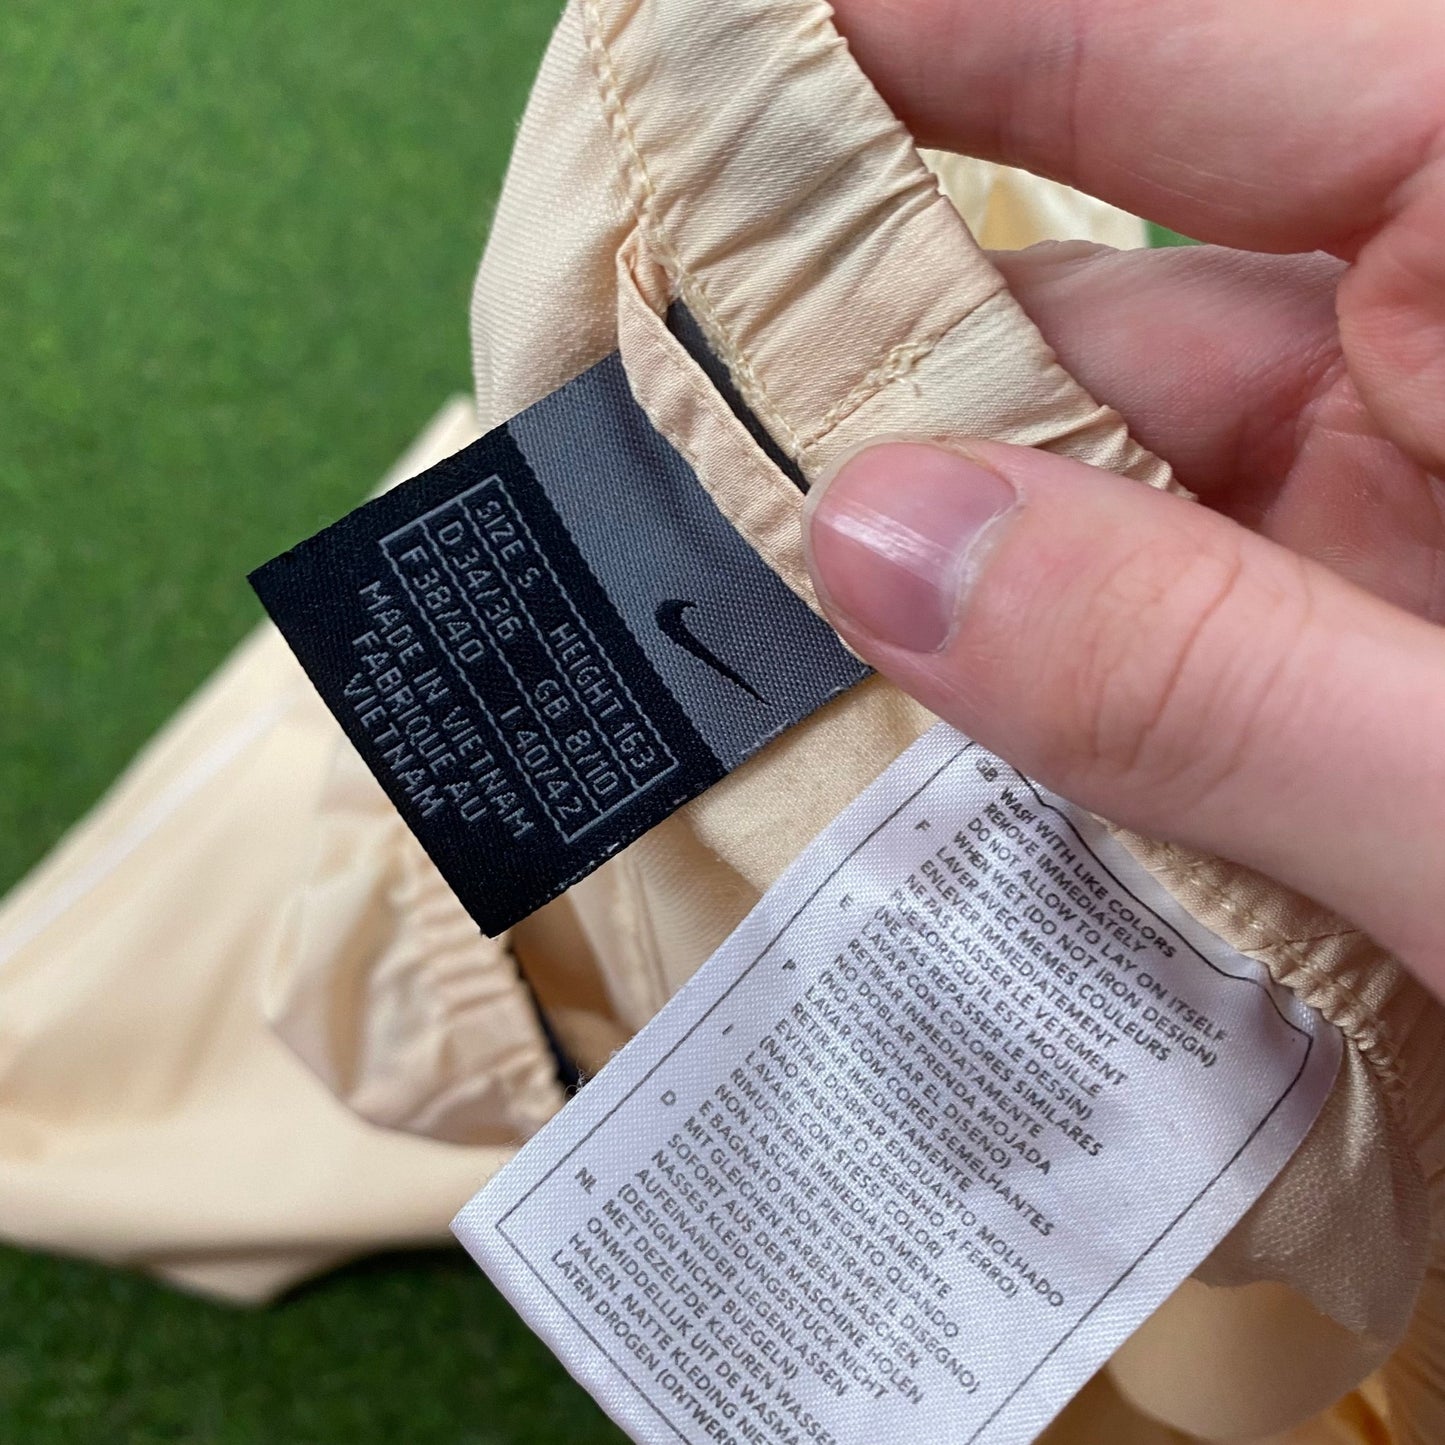 SIZE S HEIGHT 163
D 34/36 GB 8/10
F 38/40 I 40/42
MADE IN VIETNAM
FABRIQUE AU
VIETNAM
GB WASH WITH LIKE COLORS
REMOVE IMMEDIATELY
DO NOT ALLOW TO LAY ON ITSELF
WHEN WET (DO NOT IRON DESIGN)
F LAVER AVEC MEMES COULEURS
ENLEVER IMMEDIATEMENT
NE PAS LAISSER LE VETEMENT
PLIE LORSQU'IL EST MOUILLE
(NE PAS REPASSER LE DESSIN)
E LAVAR CON COLORES SIMILARES
RETIRAR INMEDIATAMENTE
NO DOBLAR PRENDA MOJADA
(NO PLANCHAR EL DISENO)
P LAVAR COM CORES SEMELHANTES
RETIRAR IMEDIATAMENTE
EVITAR DOBRAR ENQUANTO MOLHADO
(NAO PASSAR O DESENHO A FERRO)
I LAVARE CON STESSI COLORI
RIMUOVERE IMMEDIATAMENTE
NON LASCIARE PIEGATO QUANDO
E BAGNATO (NON STIRARE IL DISEGNO)
D MIT GLEICHEN FARBEN WASCHEN
SOFORT AUS DER MASCHINE HOLEN
NASSES KLEIDUNGSSTUCK NICHT
AUFEINANDER LIEGENLASSEN
(DESIGN NICHT BUEGELN)
NL MET DEZELFDE KLEUREN WASSEN
ONMIDDELLIJK UIT DE WASMA
HALEN. NATTE KLEDING NIE
LATEN DROGEN (ONTWERP